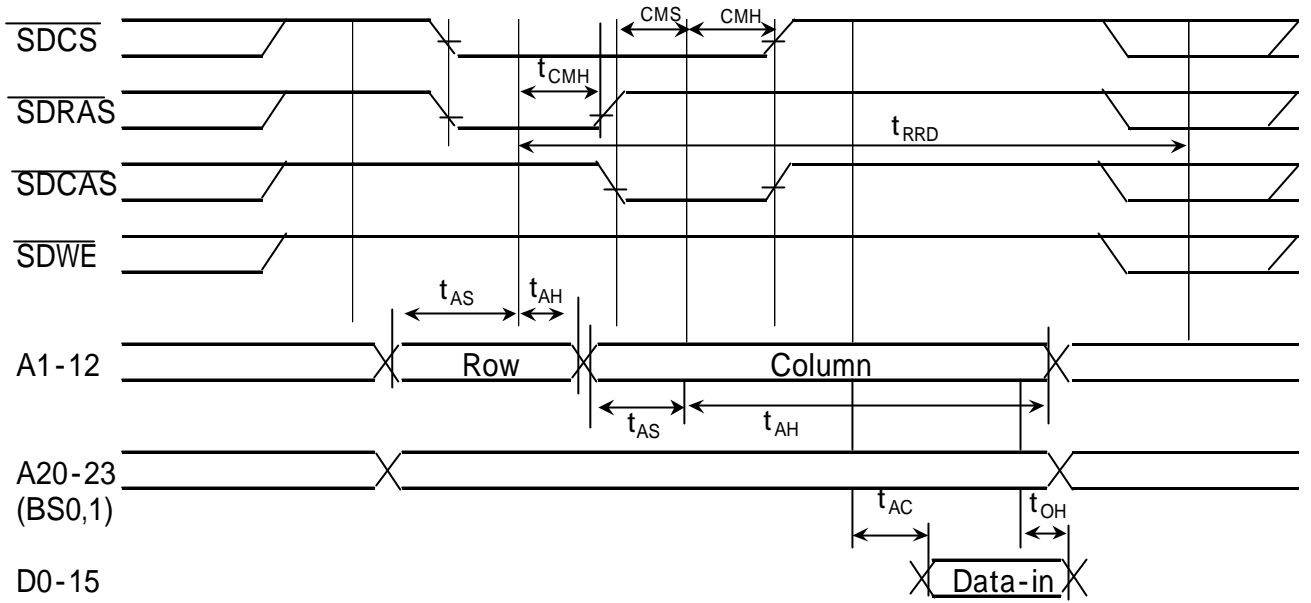 CMS CMH
SDCS
tCMH
SDRAS
tRRD
SDCAS
SDWE
tAS tAH
A1-12 Row Column
tAS tAH
A20-23
(BS0,1)
tAC tOH
D0-15 Data-in